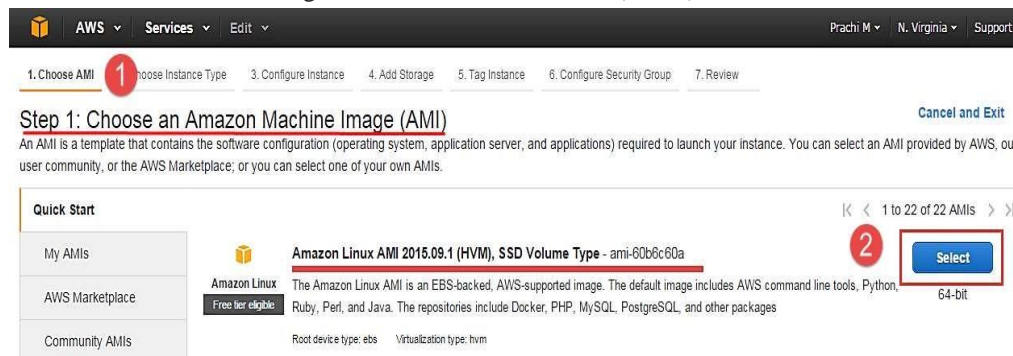 AWS Services Edit Prachi M N. Virginia Support
1. Choose AMI 1 hoose Instance Type 3. Configure Instance 4. Add Storage 5. Tag Instance 6. Configure Security Group 7. Review
Step 1: Choose an Amazon Machine Image (AMI) Cancel and Exit
An AMI is a template that contains the software configuration (operating system, application server, and applications) required to launch your instance. You can select an AMI provided by AWS, ou
user community, or the AWS Marketplace; or you can select one of your own AMIs.
Quick Start 1 to 22 of 22 AMIs
My AMIs
AWS Marketplace
Community AMIs
Amazon Linux
Free tier eligible
Amazon Linux AMI 2015.09.1 (HVM), SSD Volume Type - ami-60b6c60a
The Amazon Linux AMI is an EBS-backed, AWS-supported image. The default image includes AWS command line tools, Python,
Ruby, Perl, and Java. The repositories include Docker, PHP, MySQL, PostgreSQL, and other packages
Root device type: ebs Virtualization type: hvm
2
Select
64-bit